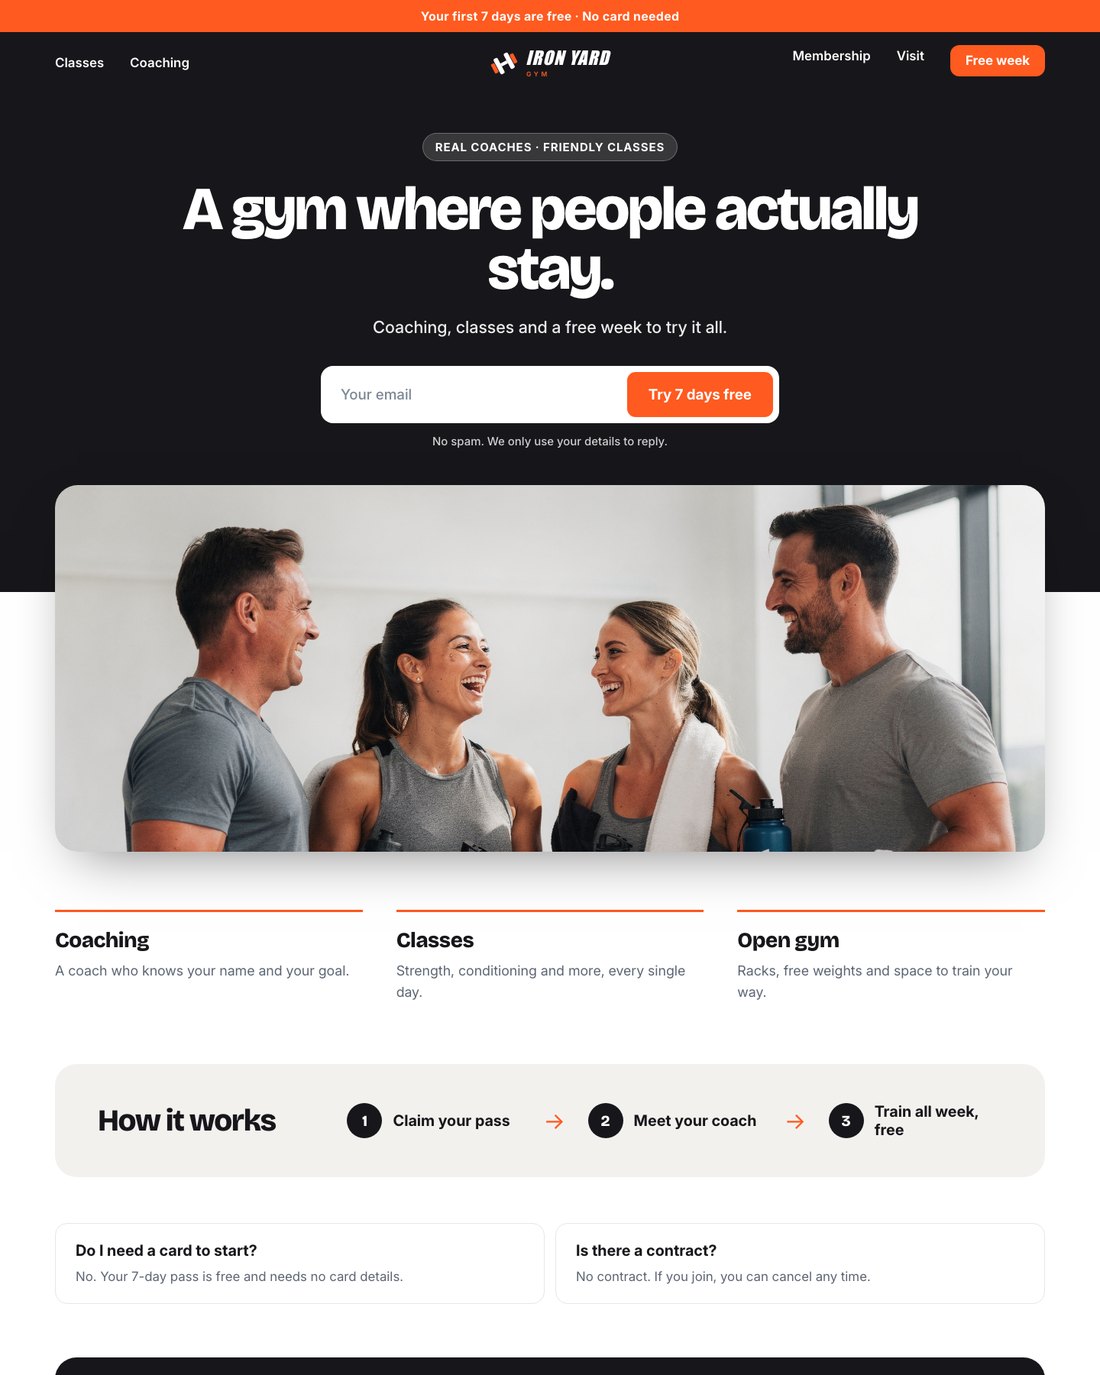 Your first 7 days are free · No card needed
Classes
Coaching
IRON YARD
GYM
Membership
Visit
Free week
REAL COACHES · FRIENDLY CLASSES
A gym where people actually
stay.
Coaching, classes and a free week to try it all.
Your email
Try 7 days free
No spam. We only use your details to reply.
Coaching
A coach who knows your name and your goal.
Classes
Strength, conditioning and more, every single
day.
Open gym
Racks, free weights and space to train your
way.
How it works
1
Claim your pass
→
2
Meet your coach
→
3
Train all week,
free
Do I need a card to start?
No. Your 7-day pass is free and needs no card details.
Is there a contract?
No contract. If you join, you can cancel any time.